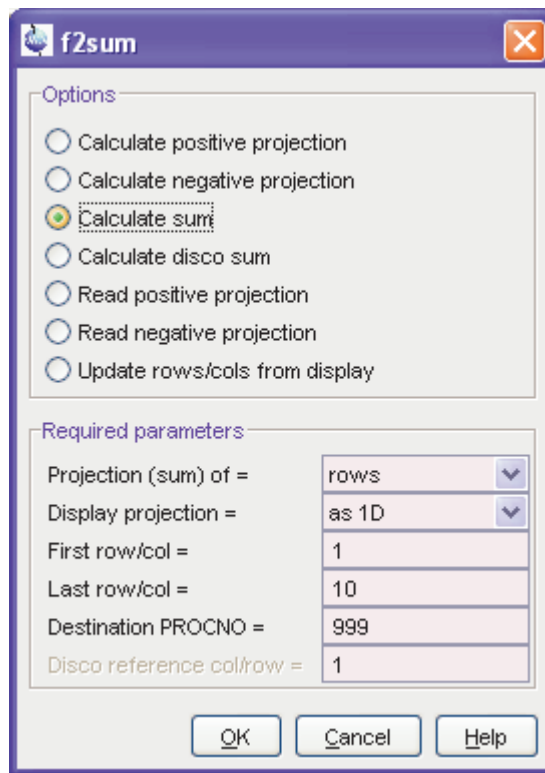 f2sum
Options
Calculate positive projection
Calculate negative projection
Calculate sum
Calculate disco sum
Read positive projection
Read negative projection
Update rows/cols from display
Required parameters
Projection (sum) of = rows
Display projection = as 1D
First row/col = 1
Last row/col = 10
Destination PROCNO = 999
Disco reference col/row = 1
OK Cancel Help